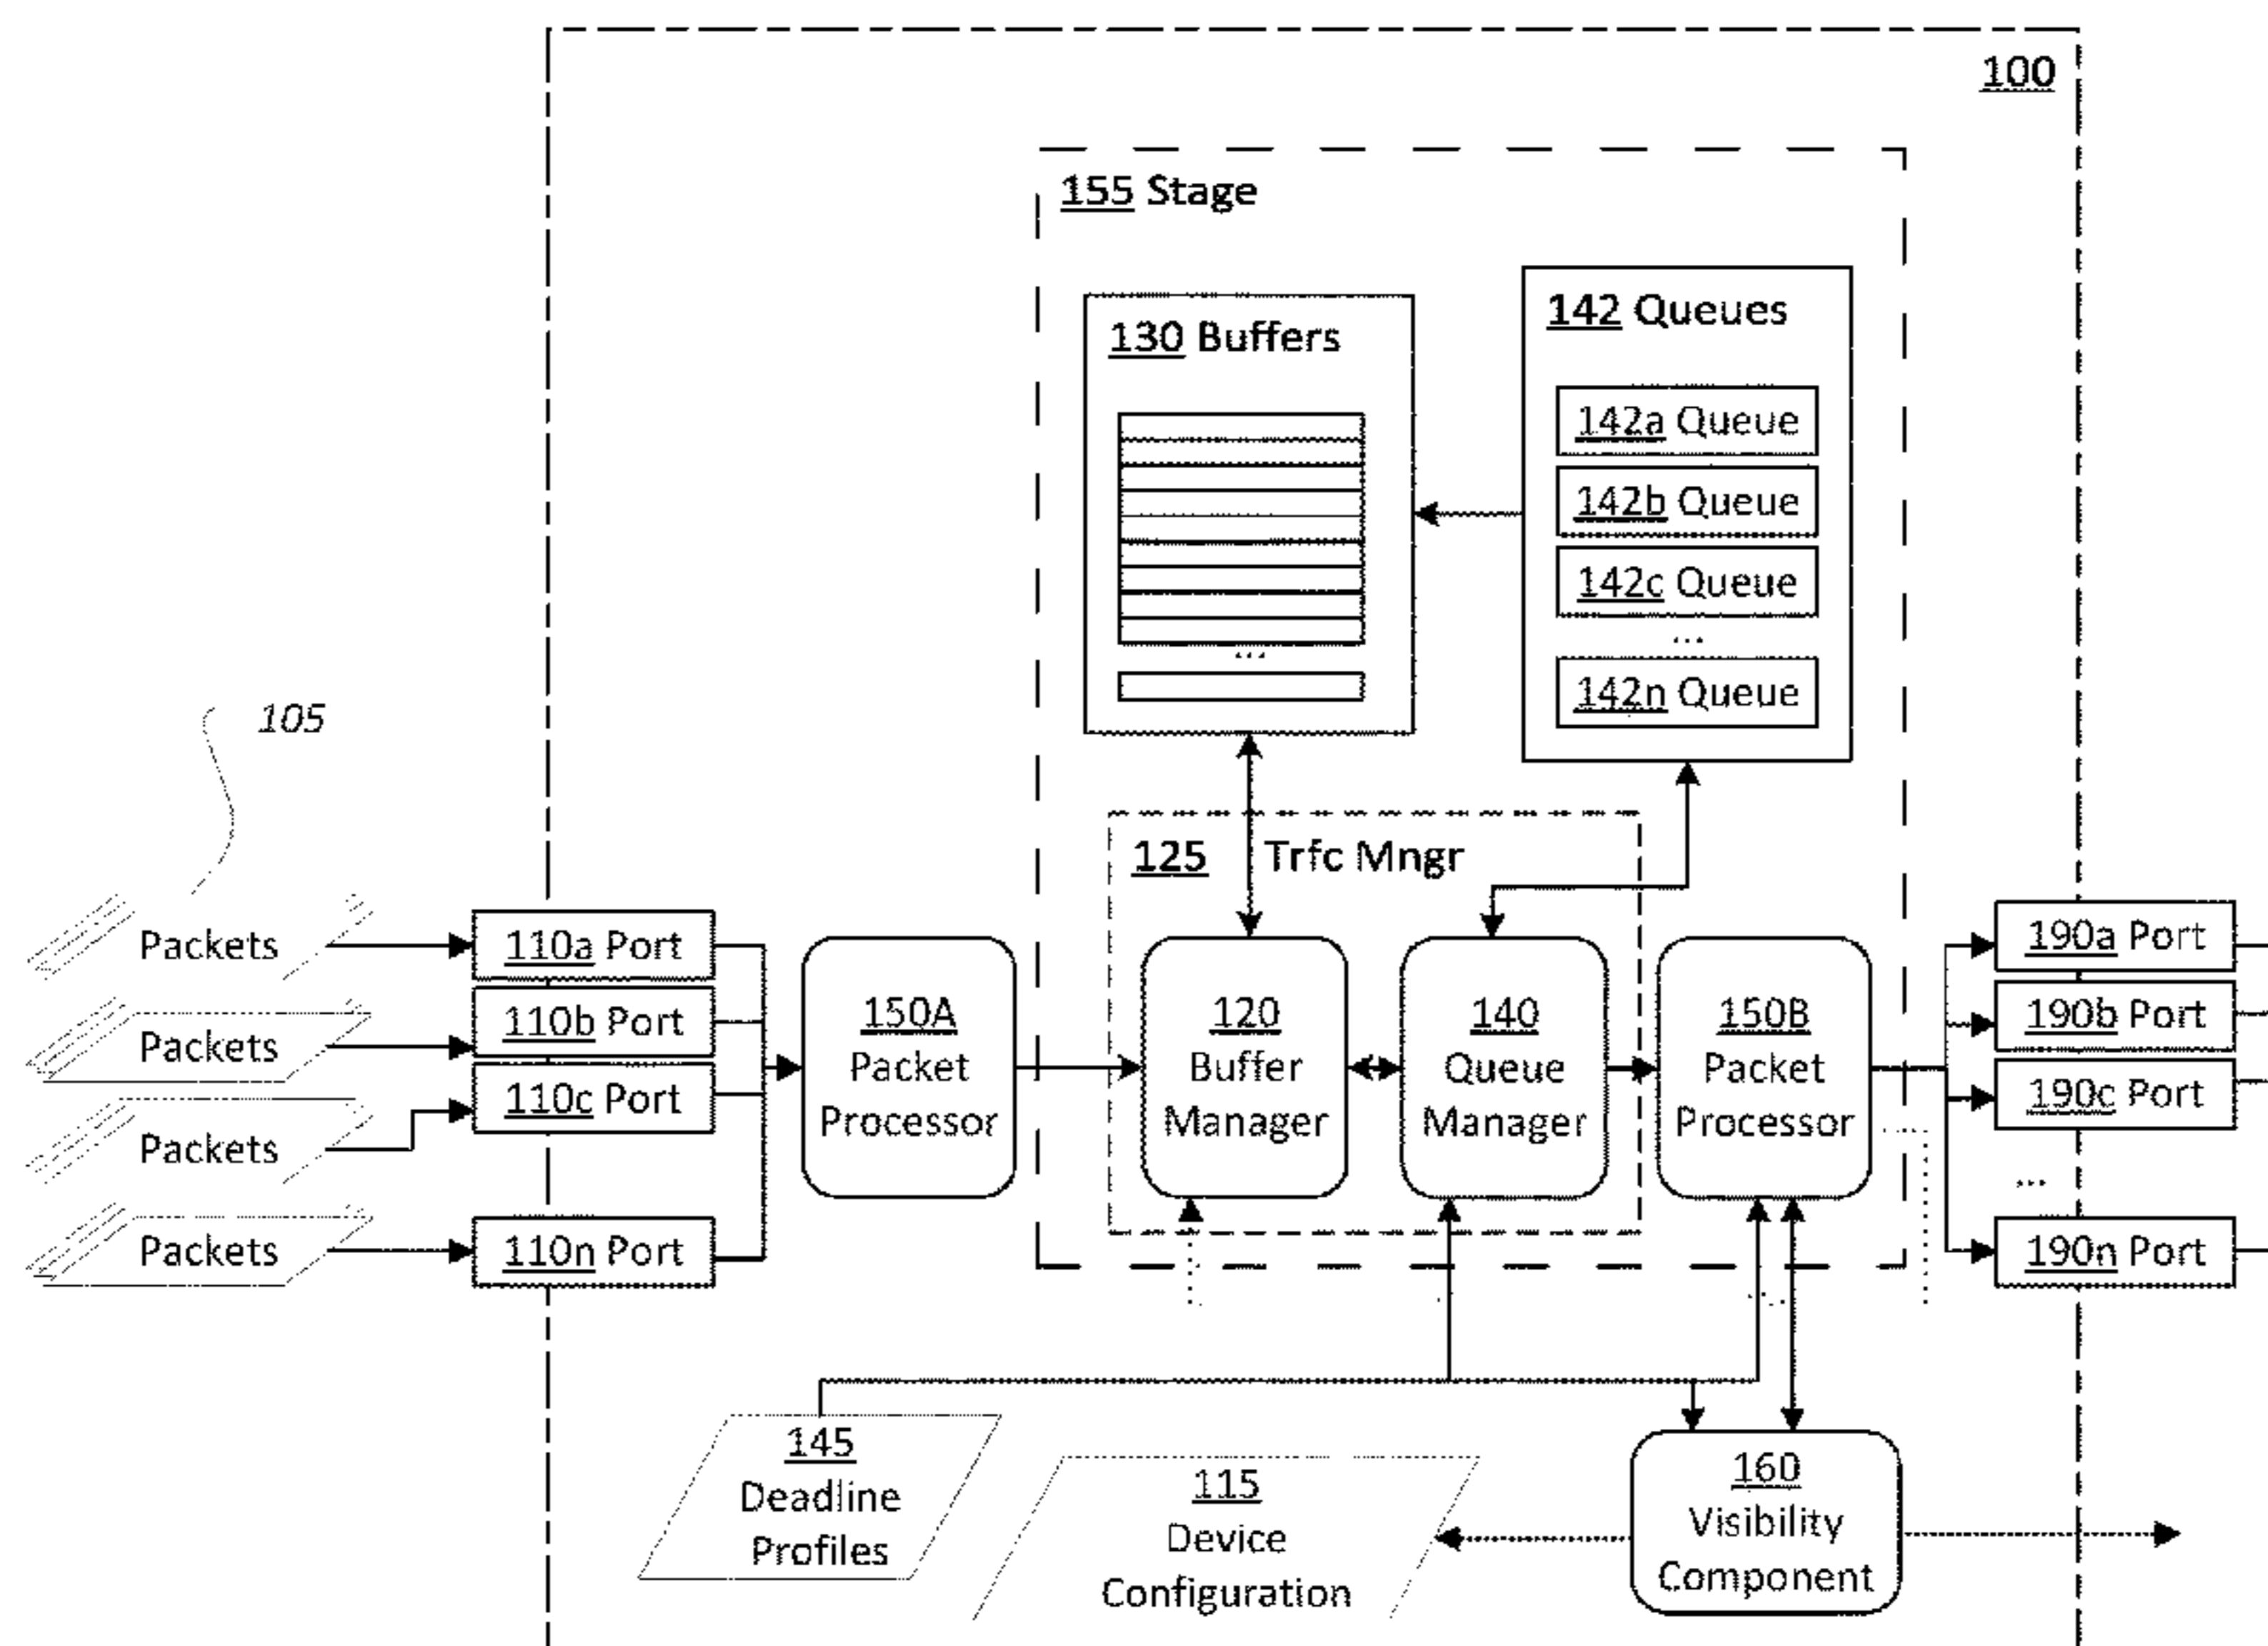 100
155 Stage
130 Buffers
...
142 Queues
142a Queue
142b Queue
142c Queue
...
142n Queue
105
125 Trfc Mngr
Packets
Packets
Packets
Packets
110a Port
110b Port
110c Port
110n Port
150A
Packet
Processor
120
Buffer
Manager
140
Queue
Manager
150B
Packet
Processor
190a Port
190b Port
190c Port
...
190n Port
145
Deadline
Profiles
115
Device
Configuration
160
Visibility
Component